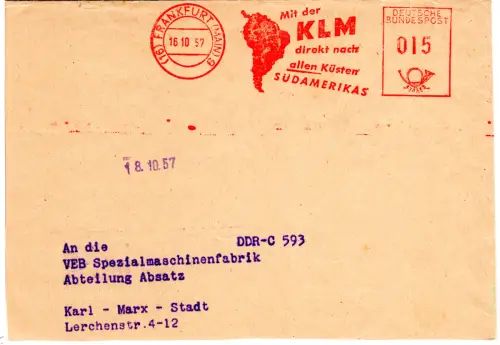 (16) FRANKFURT (MAIN) 9
16 10 57
Mit der
KLM
direkt nach
allen Küsten
SÜDAMERIKAS
DEUTSCHE
BUNDESPOST
015
18.10.57
An die DDR-C 593
VEB Spezialmaschinenfabrik
Abteilung Absatz
Karl - Marx - Stadt
Lerchenstr.4-12